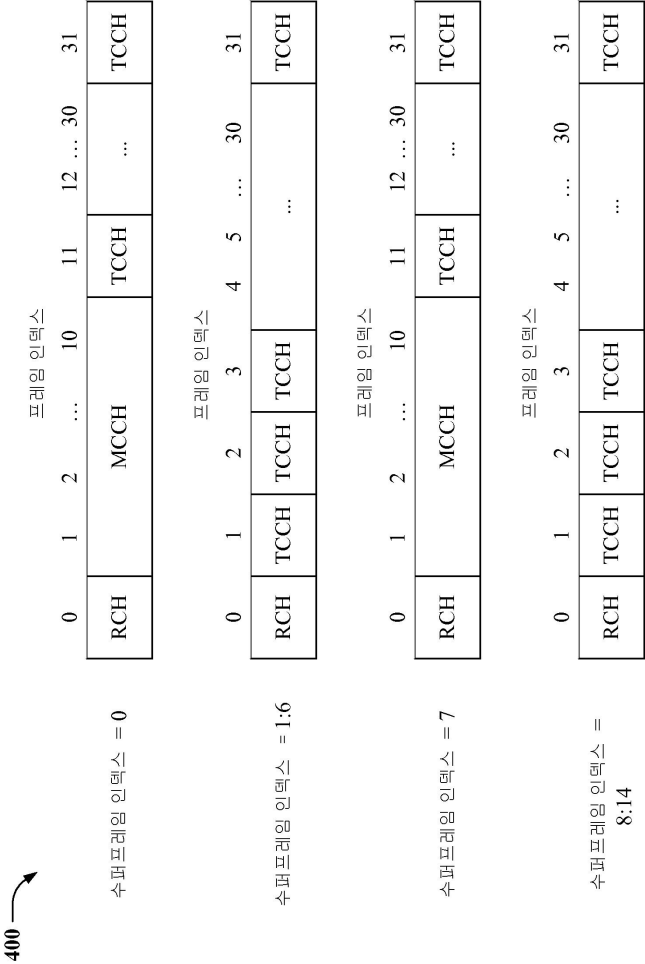 400
프레임 인덱스
0 1 2 … 10 11 12 … 30 31
수퍼프레임 인덱스 = 0
RCH MCCH TCCH ... TCCH
프레임 인덱스
0 1 2 3 4 5 … 30 31
수퍼프레임 인덱스 = 1:6
RCH TCCH TCCH TCCH ... TCCH
프레임 인덱스
0 1 2 … 10 11 12 … 30 31
수퍼프레임 인덱스 = 7
RCH MCCH TCCH ... TCCH
프레임 인덱스
0 1 2 3 4 5 … 30 31
수퍼프레임 인덱스 =
8:14
RCH TCCH TCCH TCCH ... TCCH